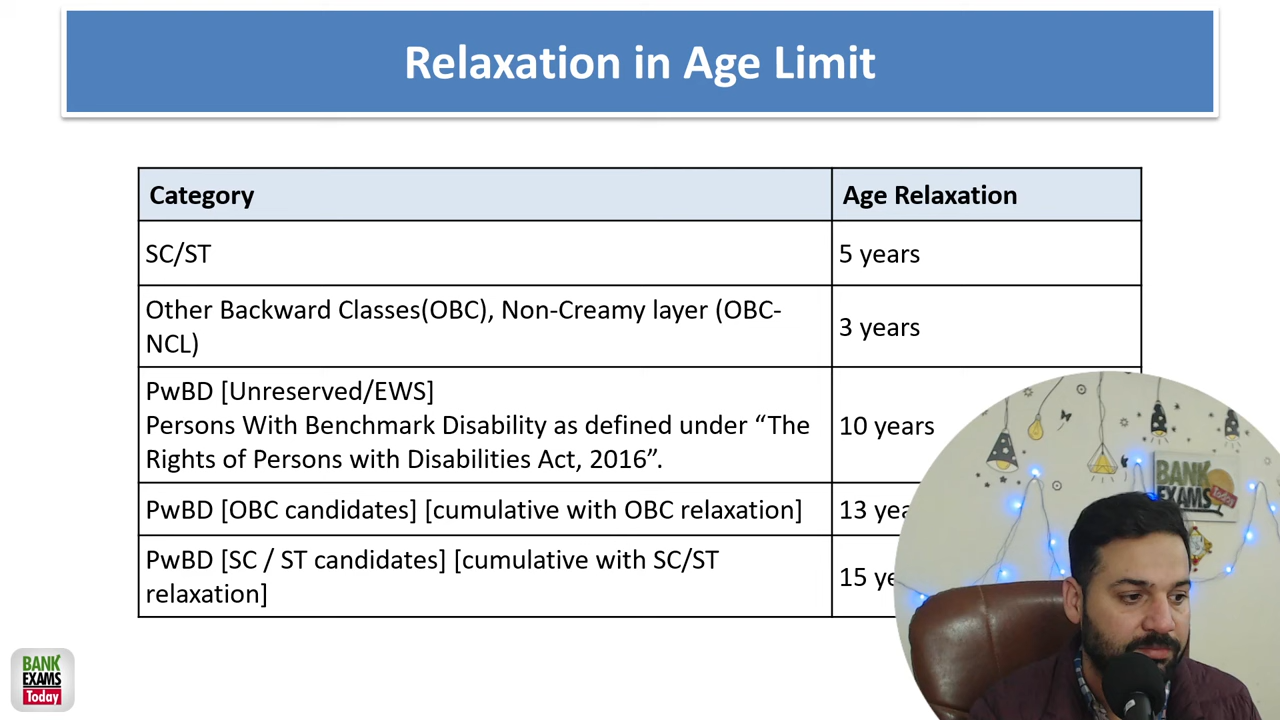 Relaxation in Age Limit
Category
Age Relaxation
SC/ST
5 years
Other Backward Classes(OBC), Non-Creamy layer (OBC-
NCL)
3 years
PwBD [Unreserved/EWS]
Persons With Benchmark Disability as defined under “The
Rights of Persons with Disabilities Act, 2016”.
10 years
PwBD [OBC candidates] [cumulative with OBC relaxation]
13
PwBD [SC / ST candidates] [cumulative with SC/ST
relaxation]
15
BANK
EXAMS
Today
BANK
EXAMS
Today